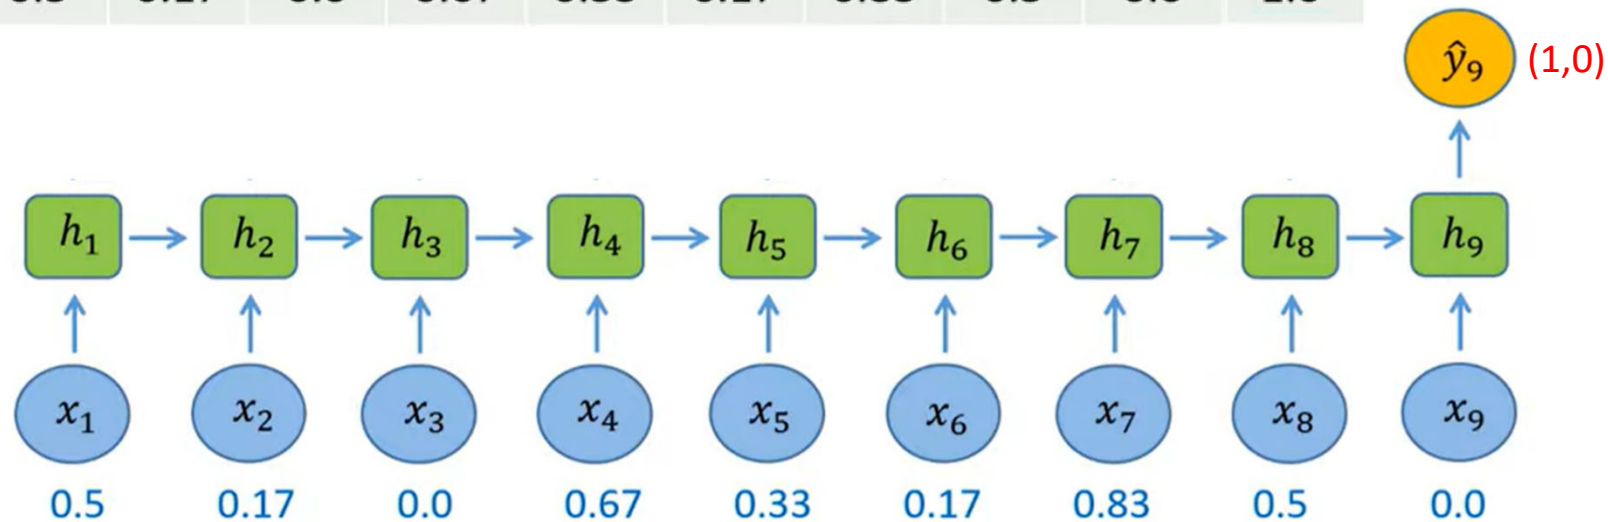 ŷ₉ (1,0)
h₁ h₂ h₃ h₄ h₅ h₆ h₇ h₈ h₉
x₁ x₂ x₃ x₄ x₅ x₆ x₇ x₈ x₉
0.5 0.17 0.0 0.67 0.33 0.17 0.83 0.5 0.0